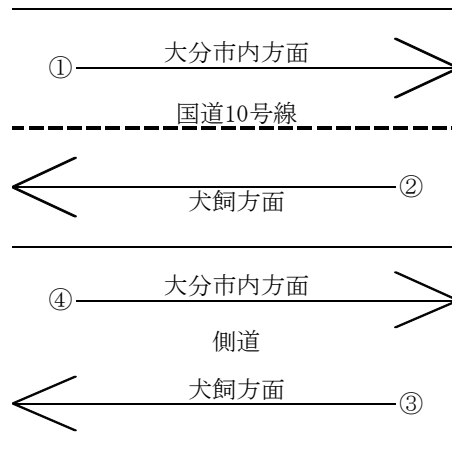 大分市内方面
①
国道10号線
②
犬飼方面
大分市内方面
④
側道
犬飼方面
③